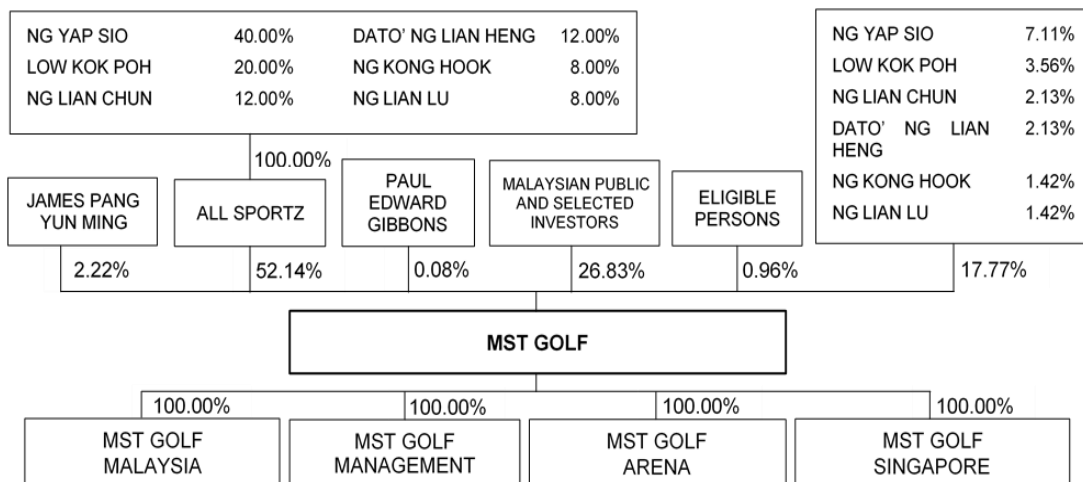 NG YAP SIO 40.00% DATO' NG LIAN HENG 12.00%
LOW KOK POH 20.00% NG KONG HOOK 8.00%
NG LIAN CHUN 12.00% NG LIAN LU 8.00%
NG YAP SIO 7.11%
LOW KOK POH 3.56%
NG LIAN CHUN 2.13%
DATO' NG LIAN 2.13%
HENG
NG KONG HOOK 1.42%
NG LIAN LU 1.42%
100.00%
JAMES PANG
YUN MING
ALL SPORTZ
PAUL
EDWARD
GIBBONS
MALAYSIAN PUBLIC
AND SELECTED
INVESTORS
ELIGIBLE
PERSONS
2.22% 52.14% 0.08% 26.83% 0.96% 17.77%
MST GOLF
100.00% 100.00% 100.00% 100.00%
MST GOLF
MALAYSIA
MST GOLF
MANAGEMENT
MST GOLF
ARENA
MST GOLF
SINGAPORE